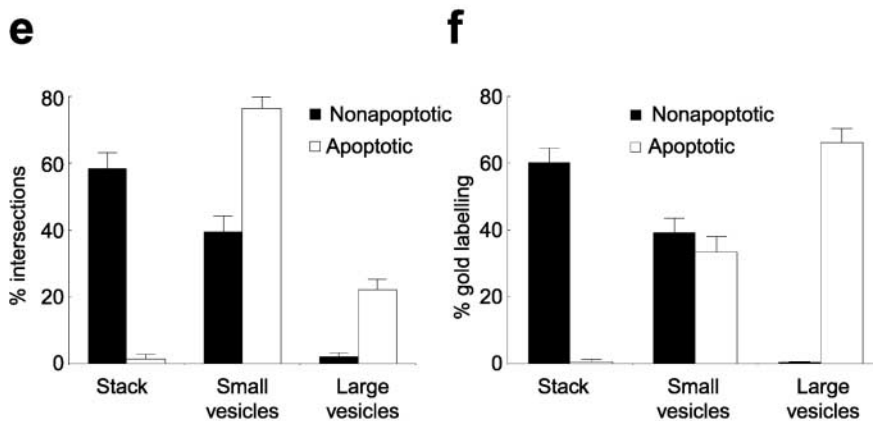 e
80
60
40
20
0
% intersections
Nonapoptotic
Apoptotic
Stack
Small
vesicles
Large
vesicles
f
80
60
40
20
0
% gold labelling
Nonapoptotic
Apoptotic
Stack
Small
vesicles
Large
vesicles